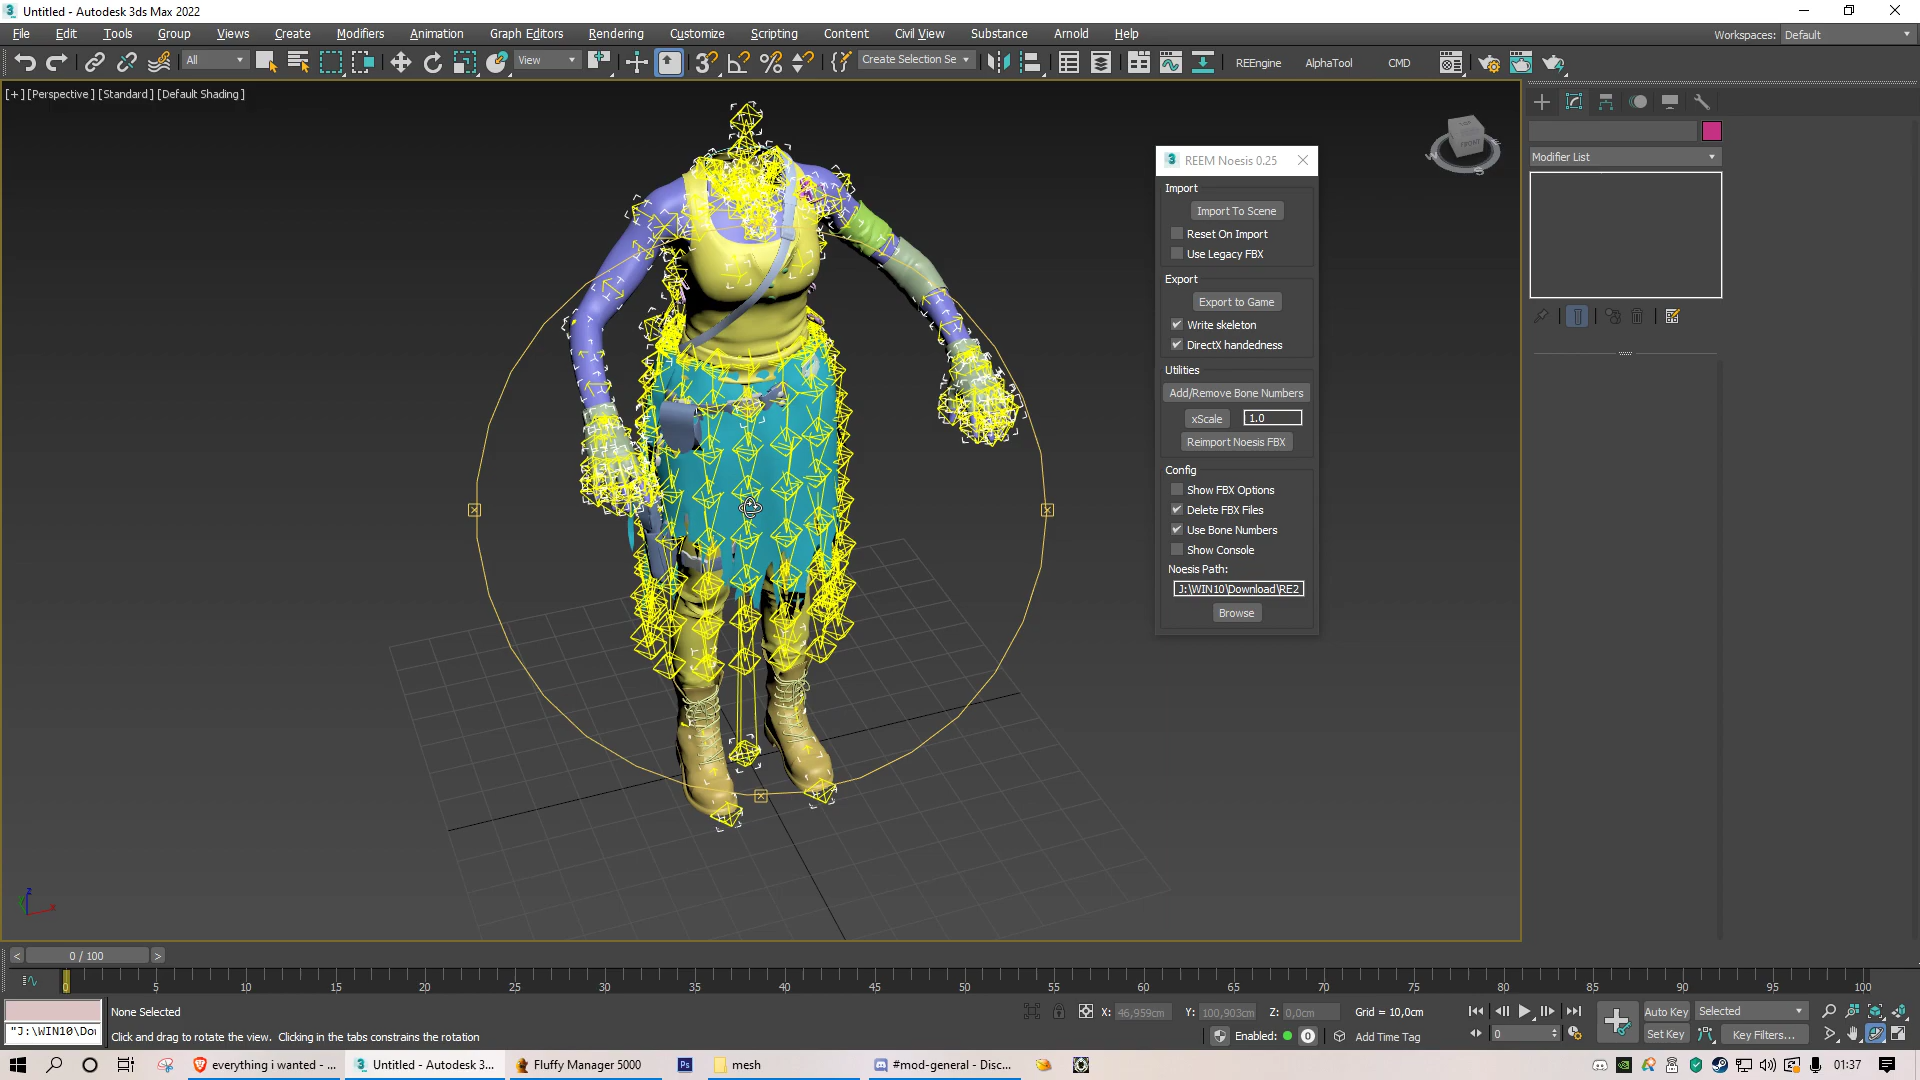 Untitled - Autodesk 3ds Max 2022
File Edit Tools Group Views Create Modifiers Animation Graph Editors Rendering Customize Scripting Content Civil View Substance Arnold Help
Workspaces: Default
All View Create Selection Se REEngine AlphaTool CMD
[+] [Perspective ] [Standard ] [Default Shading ]
FRONT
W
S
Modifier List
REEM Noesis 0.25
Import
Import To Scene
Reset On Import
Use Legacy FBX
Export
Export to Game
Write skeleton
DirectX handedness
Utilities
Add/Remove Bone Numbers
xScale 1.0
Reimport Noesis FBX
Config
Show FBX Options
Delete FBX Files
Use Bone Numbers
Show Console
Noesis Path:
J:\WIN10\Download\RE2
Browse
z
x
< 0 / 100 >
0 5 10 15 20 25 30 35 40 45 50 55 60 65 70 75 80 85 90 95 100
None Selected
X: 46,959cm Y: 100,903cm Z: 0,0cm Grid = 10,0cm
Auto Key Selected
"J:\WIN10\Dow
Click and drag to rotate the view. Clicking in the tabs constrains the rotation
Enabled: 0 Add Time Tag
0
Set Key Key Filters...
everything i wanted - ...
Untitled - Autodesk 3...
Fluffy Manager 5000
Ps
mesh
#mod-general - Disc...
01:37